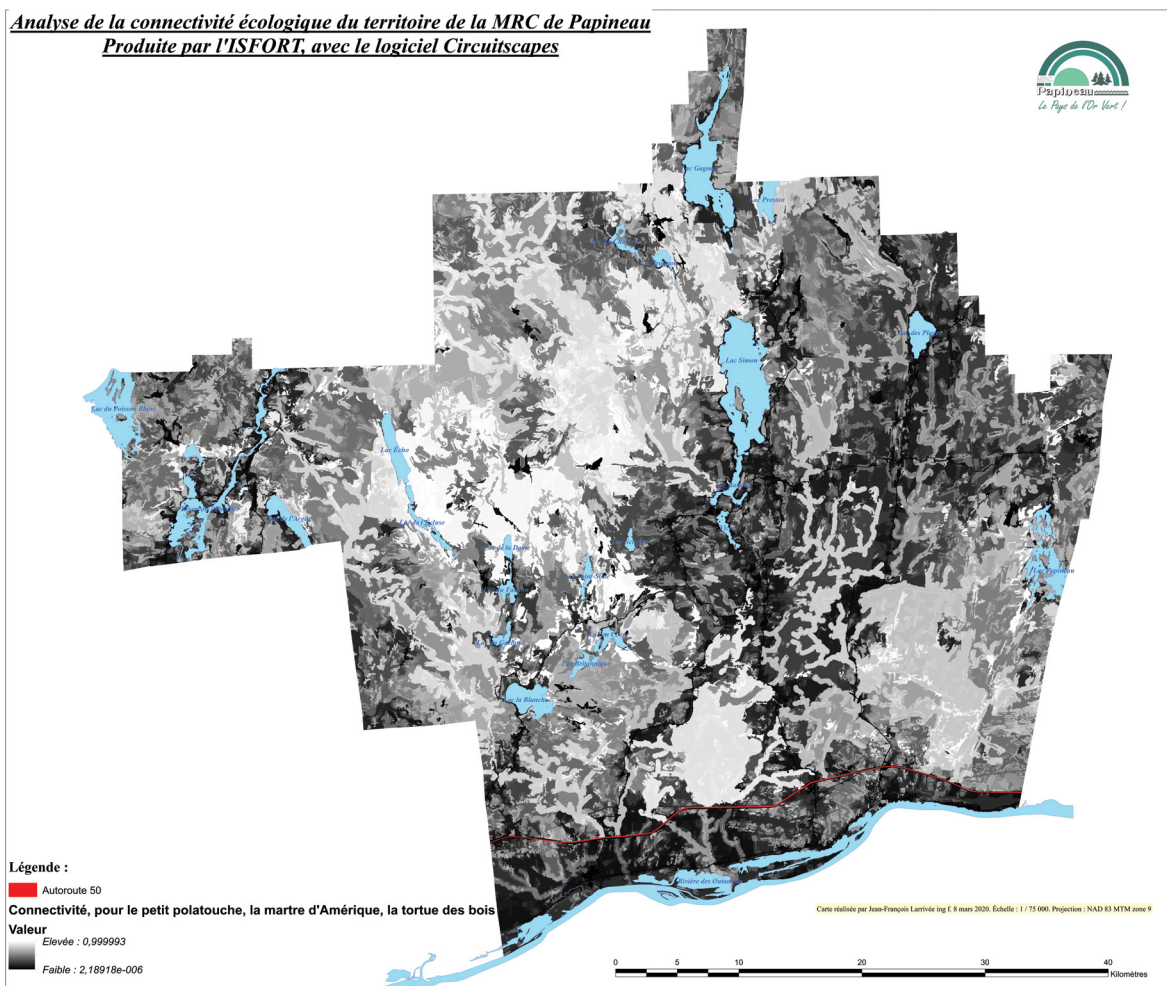 Analyse de la connectivité écologique du territoire de la MRC de Papineau
Produite par l'ISFORT, avec le logiciel Circuitscapes
Papineau
Le Pays de l'Or Vert !
Lac Gagnon
Lac Preston
Lac Simon
Lac des Plages
Lac du Poisson Blanc
Lac Écho
Lac de l'Écluse
Lac de la Dame
Lac Papineau
Lac Britannique
Lac la Blanche
Rivière des Outaouais
Légende :
Autoroute 50
Connectivité, pour le petit polatouche, la martre d'Amérique, la tortue des bois
Valeur
Elevée : 0,999993
Faible : 2,18918e-006
Carte réalisée par Jean-François Larrivée ing f. 8 mars 2020. Échelle : 1 / 75 000. Projection : NAD 83 MTM zone 9
0 5 10 20 30 40
Kilomètres